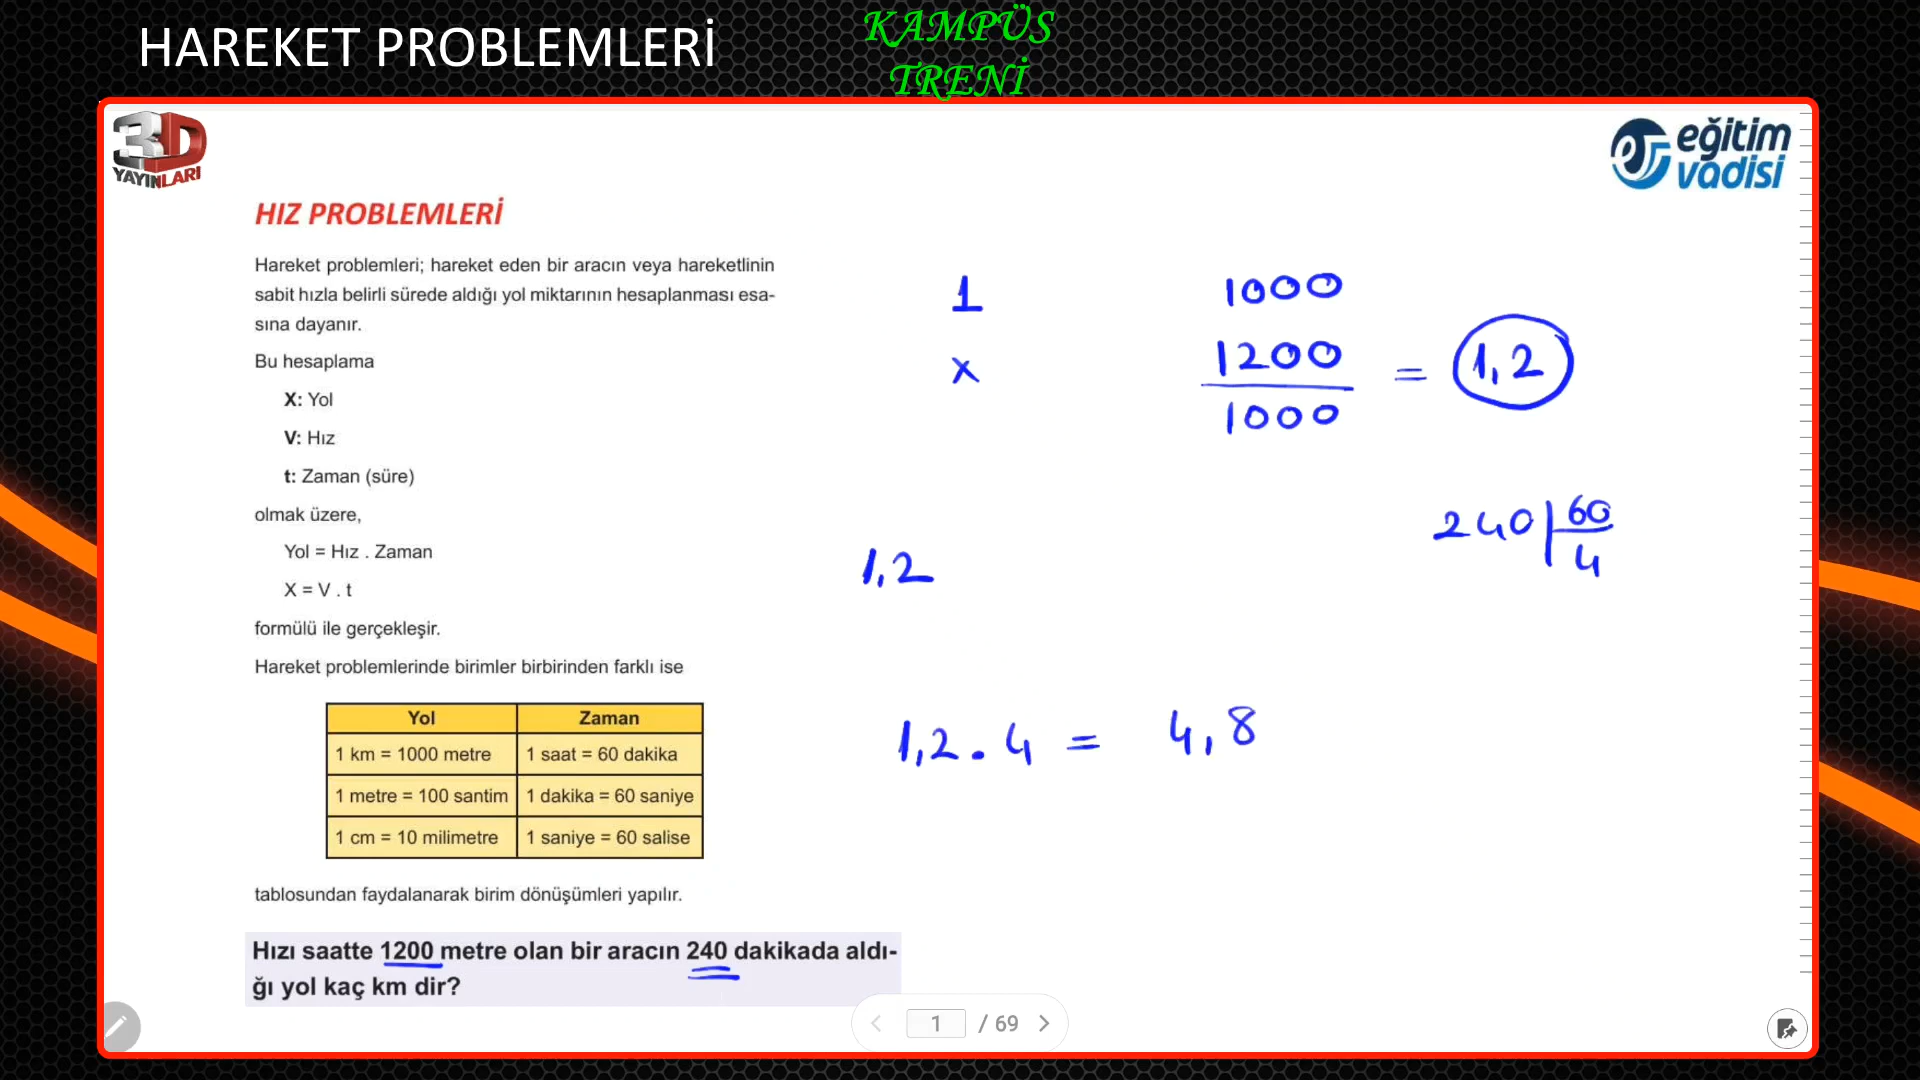 HAREKET PROBLEMLERİ
KAMPÜS
TRENİ
3D
YAYINLARI
eğitim
vadisi
HIZ PROBLEMLERİ
Hareket problemleri; hareket eden bir aracın veya hareketlinin
sabit hızla belirli sürede aldığı yol miktarının hesaplanması esa-
sına dayanır.
Bu hesaplama
X: Yol
V: Hız
t: Zaman (süre)
olmak üzere,
Yol = Hız . Zaman
X = V . t
formülü ile gerçekleşir.
Hareket problemlerinde birimler birbirinden farklı ise
Yol Zaman
1 km = 1000 metre 1 saat = 60 dakika
1 metre = 100 santim 1 dakika = 60 saniye
1 cm = 10 milimetre 1 saniye = 60 salise
tablosundan faydalanarak birim dönüşümleri yapılır.
Hızı saatte 1200 metre olan bir aracın 240 dakikada aldı-
ğı yol kaç km dir?
1 1000
x 1200 = 1,2
1000
240 60
4
1,2
1,2 . 4 = 4,8
1 / 69